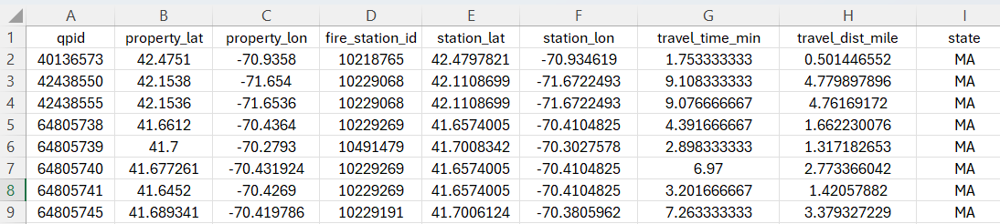 A B C D E F G H I
1 qpid property_lat property_lon fire_station_id station_lat station_lon travel_time_min travel_dist_mile state
2 40136573 42.4751 -70.9358 10218765 42.4797821 -70.934619 1.753333333 0.501446552 MA
3 42438550 42.1538 -71.654 10229068 42.1108699 -71.6722493 9.108333333 4.779897896 MA
4 42438555 42.1536 -71.6536 10229068 42.1108699 -71.6722493 9.076666667 4.76169172 MA
5 64805738 41.6612 -70.4364 10229269 41.6574005 -70.4104825 4.391666667 1.662230076 MA
6 64805739 41.7 -70.2793 10491479 41.7008342 -70.3027578 2.898333333 1.317182653 MA
7 64805740 41.677261 -70.431924 10229269 41.6574005 -70.4104825 6.97 2.773366042 MA
8 64805741 41.6452 -70.4269 10229269 41.6574005 -70.4104825 3.201666667 1.42057882 MA
9 64805745 41.689341 -70.419786 10229191 41.7006124 -70.3805962 7.263333333 3.379327229 MA